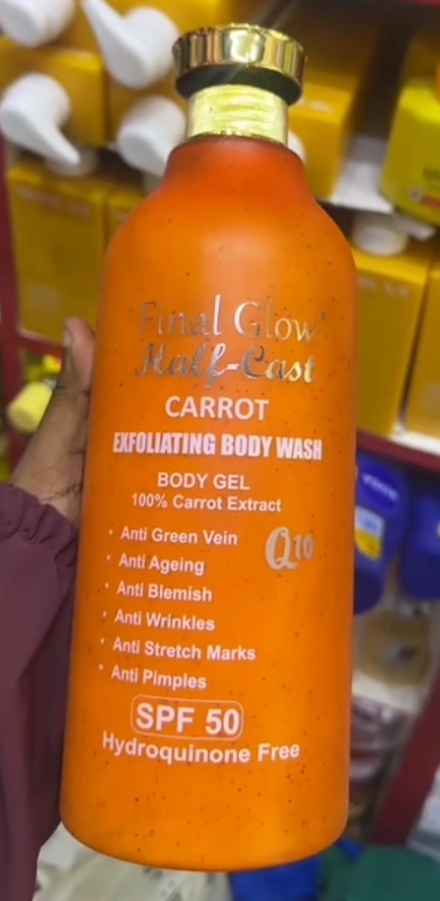 Final Glow
Half-Cast
CARROT
EXFOLIATING BODY WASH
BODY GEL
100% Carrot Extract
· Anti Green Vein
Q10
· Anti Ageing
· Anti Blemish
· Anti Wrinkles
· Anti Stretch Marks
· Anti Pimples
SPF 50
Hydroquinone Free